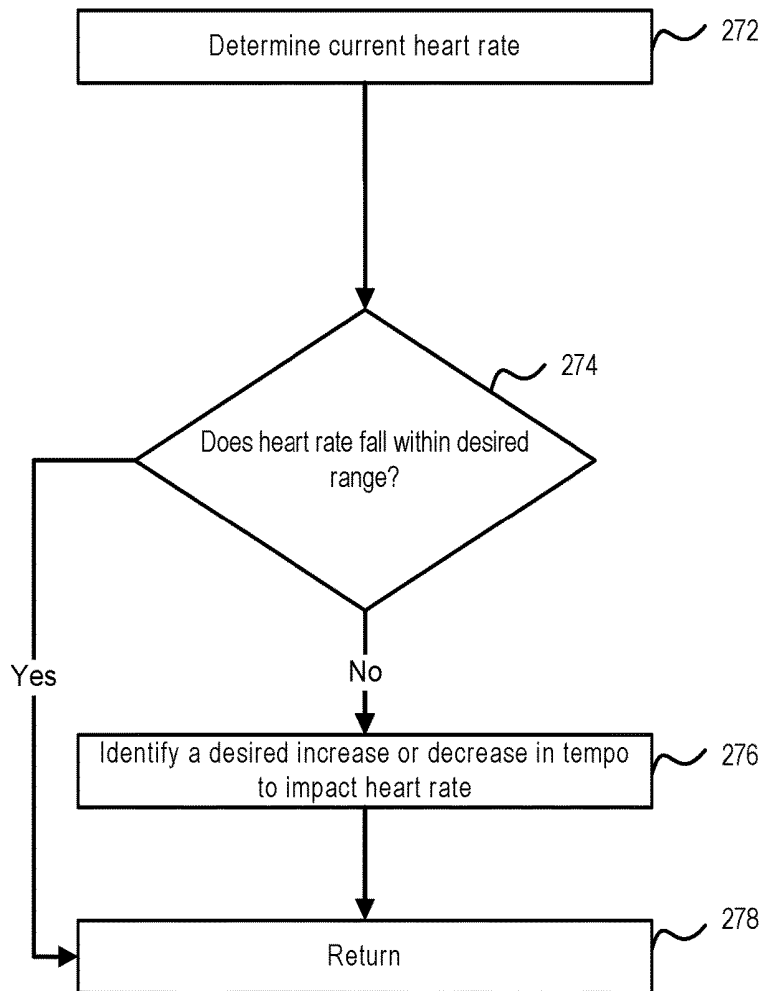 Determine current heart rate
272
274
Does heart rate fall within desired
range?
Yes
No
Identify a desired increase or decrease in tempo
to impact heart rate
276
Return
278